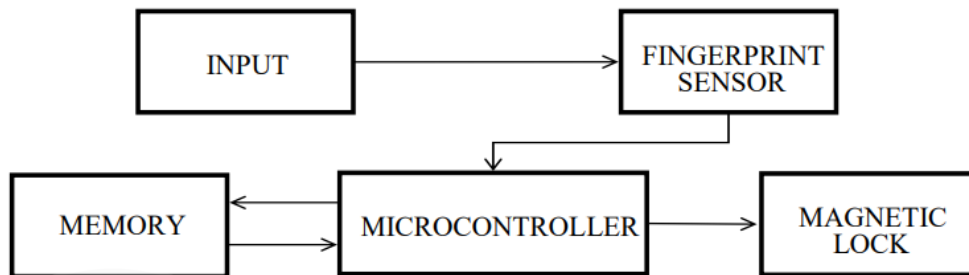 INPUT
FINGERPRINT
SENSOR
MEMORY
MICROCONTROLLER
MAGNETIC
LOCK